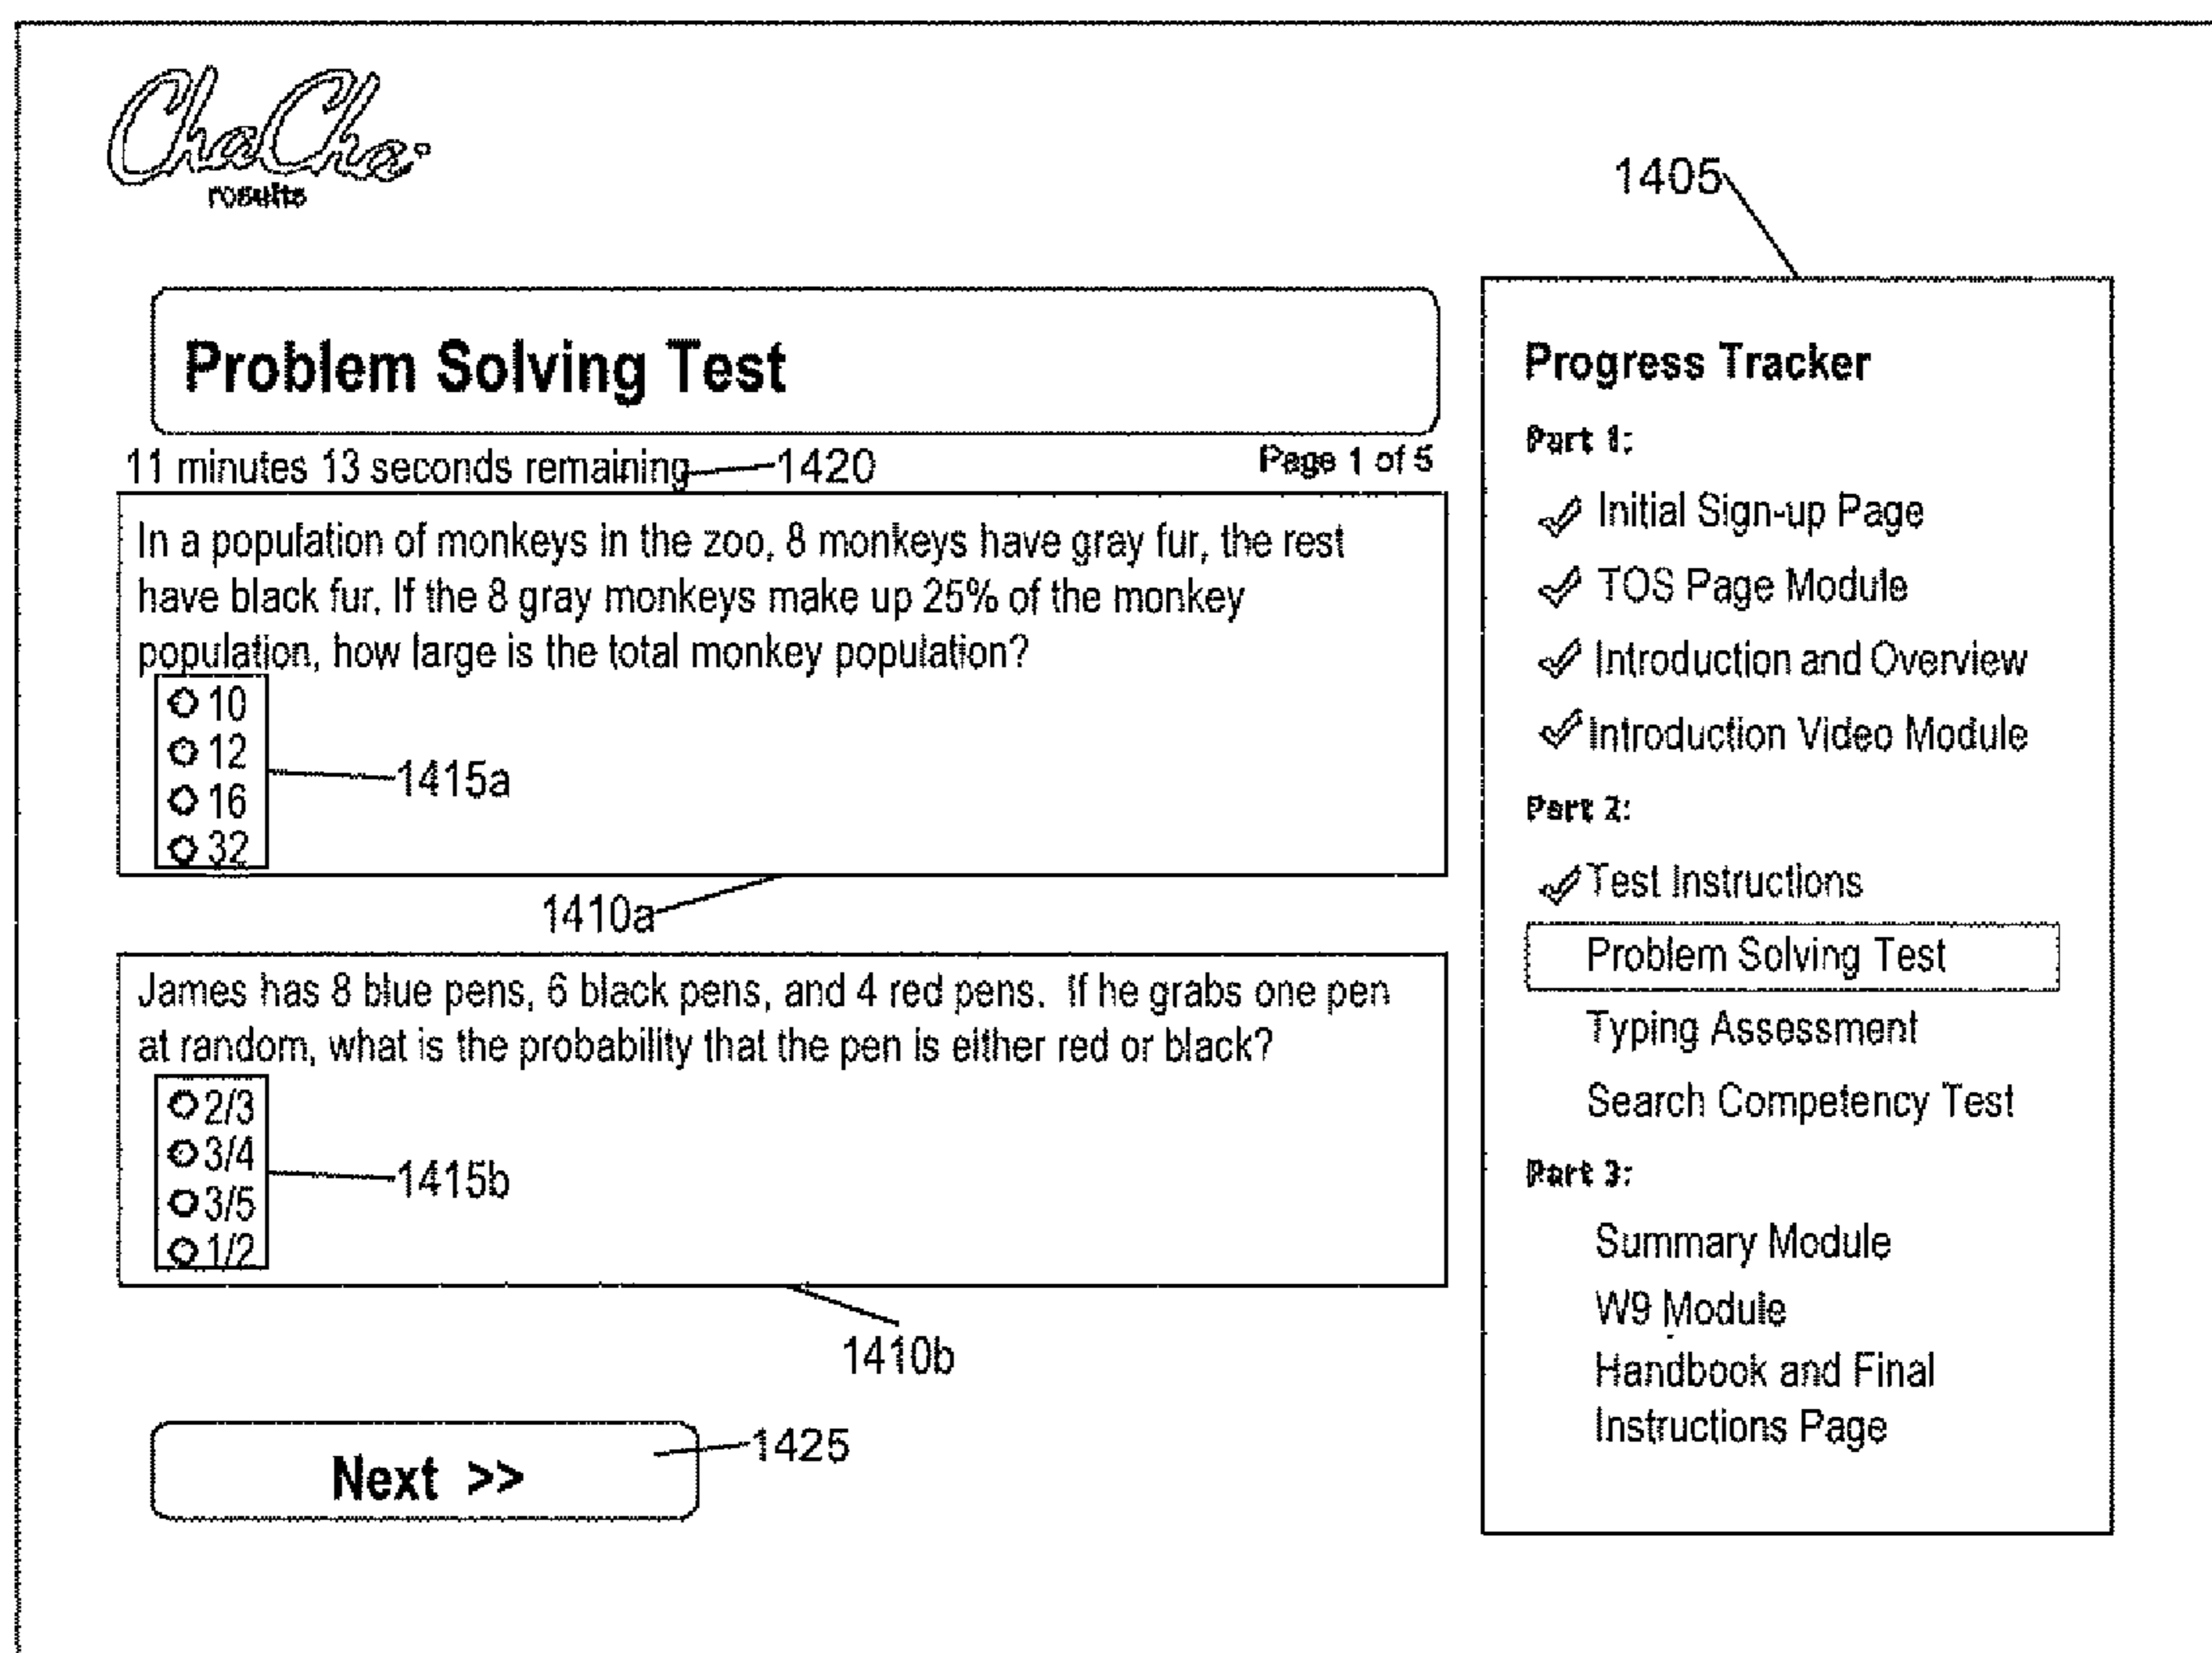 ChaCha
results
1405
Problem Solving Test
11 minutes 13 seconds remaining
1420
Page 1 of 5
In a population of monkeys in the zoo, 8 monkeys have gray fur, the rest
have black fur. If the 8 gray monkeys make up 25% of the monkey
population, how large is the total monkey population?
10
12
16
32
1415a
1410a
James has 8 blue pens, 6 black pens, and 4 red pens. If he grabs one pen
at random, what is the probability that the pen is either red or black?
2/3
3/4
3/5
1/2
1415b
1410b
Next >>
1425
Progress Tracker
Part 1:
Initial Sign-up Page
TOS Page Module
Introduction and Overview
Introduction Video Module
Part 2:
Test Instructions
Problem Solving Test
Typing Assessment
Search Competency Test
Part 3:
Summary Module
W9 Module
Handbook and Final
Instructions Page